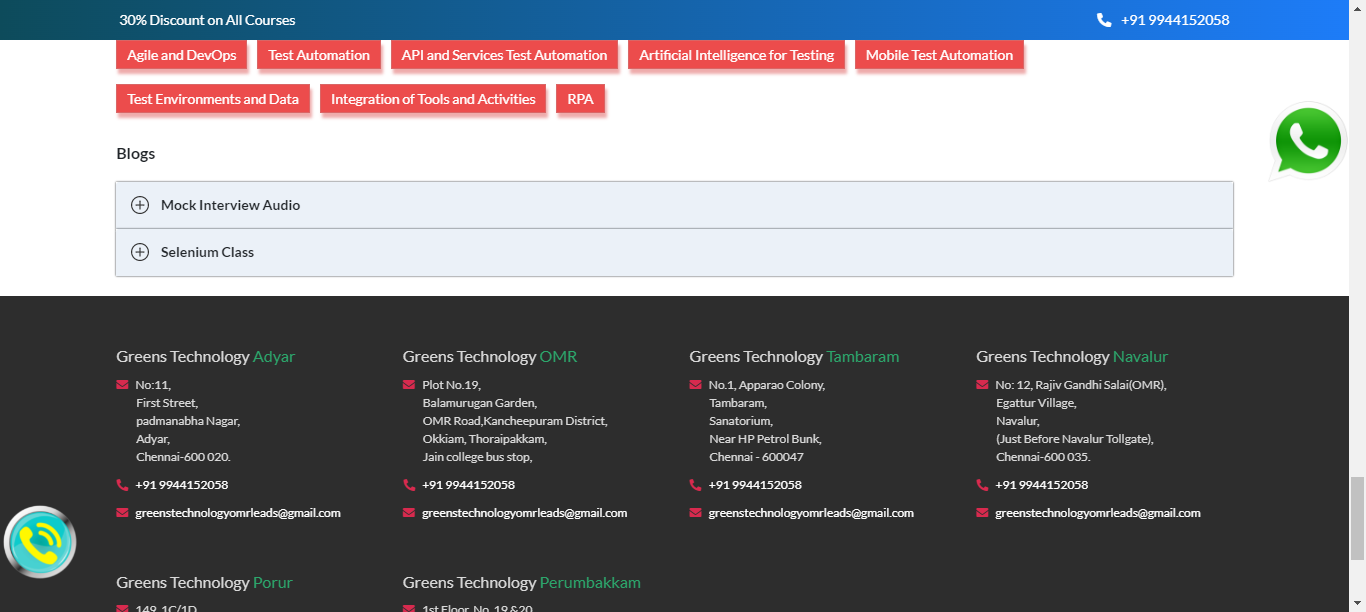 30% Discount on All Courses
+91 9944152058
Agile and DevOps
Test Automation
API and Services Test Automation
Artificial Intelligence for Testing
Mobile Test Automation
Test Environments and Data
Integration of Tools and Activities
RPA
Blogs
Mock Interview Audio
Selenium Class
Greens Technology Adyar
No:11,
First Street,
padmanabha Nagar,
Adyar,
Chennai-600 020.
+91 9944152058
greenstechnologyomrleads@gmail.com
Greens Technology OMR
Plot No.19,
Balamurugan Garden,
OMR Road,Kancheepuram District,
Okkiam, Thoraipakkam,
Jain college bus stop,
+91 9944152058
greenstechnologyomrleads@gmail.com
Greens Technology Tambaram
No.1, Apparao Colony,
Tambaram,
Sanatorium,
Near HP Petrol Bunk,
Chennai - 600047
+91 9944152058
greenstechnologyomrleads@gmail.com
Greens Technology Navalur
No: 12, Rajiv Gandhi Salai(OMR),
Egattur Village,
Navalur,
(Just Before Navalur Tollgate),
Chennai-600 035.
+91 9944152058
greenstechnologyomrleads@gmail.com
Greens Technology Porur
149, 1C/1D
Greens Technology Perumbakkam
1st Floor, No. 19 &20